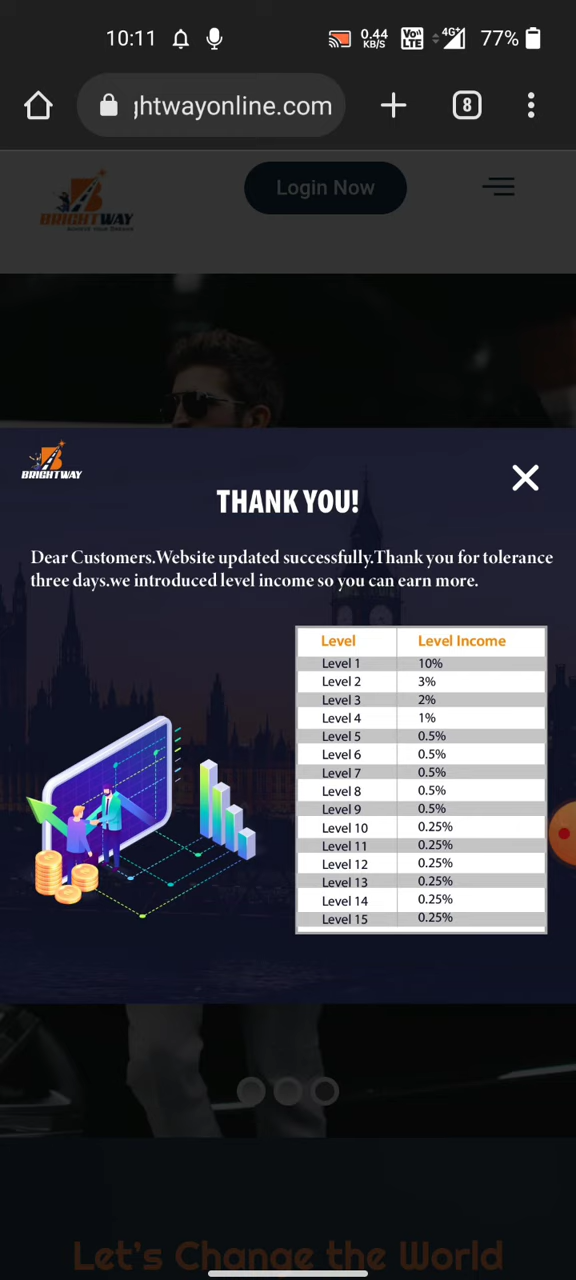 10:11
0.44
KB/S
Vo
LTE
4G+
77%
ghtwayonline.com
8
BRIGHTWAY
Login Now
BRIGHTWAY
THANK YOU!
Dear Customers.Website updated successfully.Thank you for tolerance
three days.we introduced level income so you can earn more.
Level Level Income
Level 1 10%
Level 2 3%
Level 3 2%
Level 4 1%
Level 5 0.5%
Level 6 0.5%
Level 7 0.5%
Level 8 0.5%
Level 9 0.5%
Level 10 0.25%
Level 11 0.25%
Level 12 0.25%
Level 13 0.25%
Level 14 0.25%
Level 15 0.25%
Let's Change the World